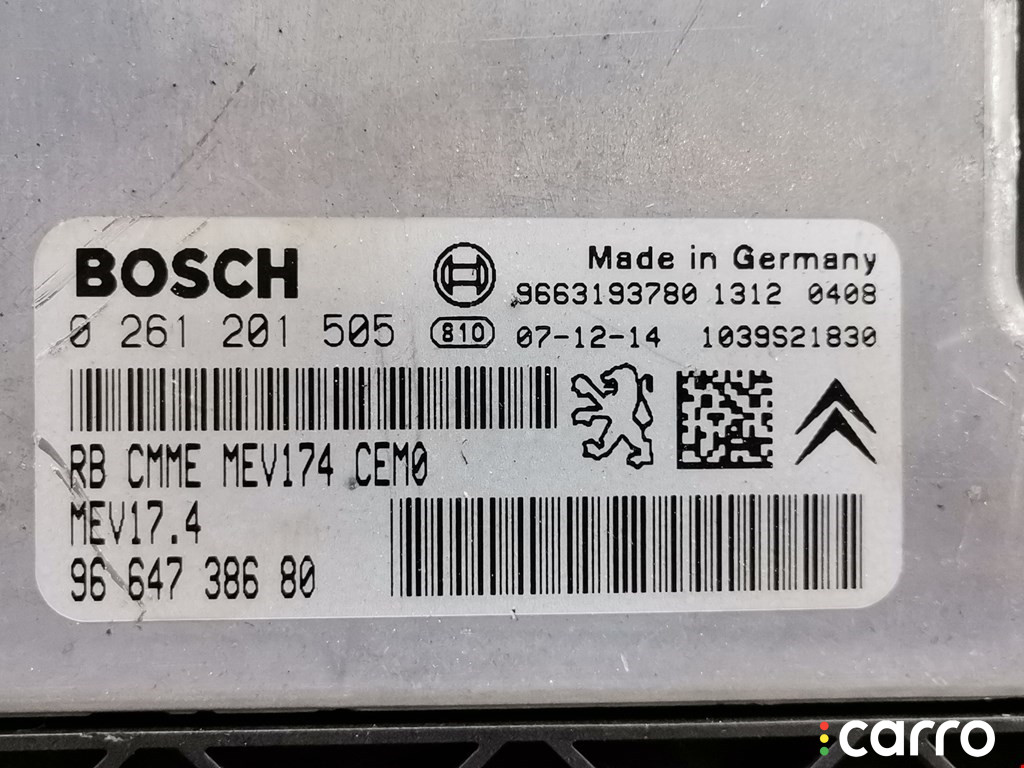 BOSCH
Made in Germany
9663193780 1312 0408
0 261 201 505
810
07-12-14 1039S21830
RB CMME MEV174 CEM0
MEV17.4
96 647 386 80
carro